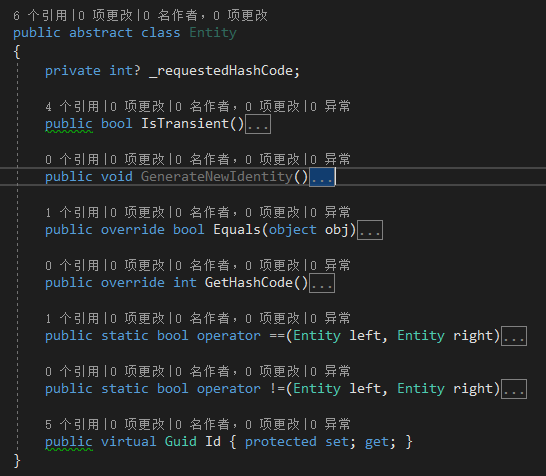 6 个引用|0 项更改|0 名作者，0 项更改
public abstract class Entity
{
private int? _requestedHashCode;
4 个引用|0 项更改|0 名作者，0 项更改|0 异常
public bool IsTransient()...
0 个引用|0 项更改|0 名作者，0 项更改|0 异常
public void GenerateNewIdentity()...
1 个引用|0 项更改|0 名作者，0 项更改|0 异常
public override bool Equals(object obj)...
0 个引用|0 项更改|0 名作者，0 项更改|0 异常
public override int GetHashCode()...
1 个引用|0 项更改|0 名作者，0 项更改|0 异常
public static bool operator ==(Entity left, Entity right)...
0 个引用|0 项更改|0 名作者，0 项更改|0 异常
public static bool operator !=(Entity left, Entity right)...
5 个引用|0 项更改|0 名作者，0 项更改|0 异常
public virtual Guid Id { protected set; get; }
}